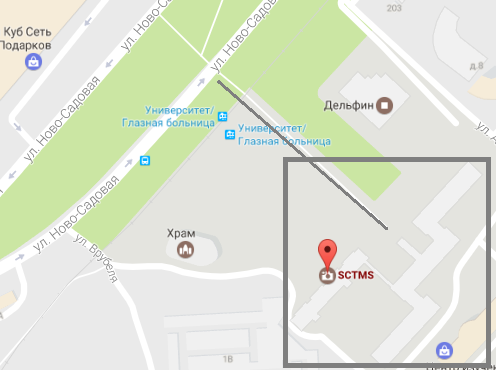 203
Куб Сеть
Подарков
ул. Ново-Садовая
ул. Ново-Садовая
д.8
Дельфин
Университет/
Глазная больница
Университет/
Глазная больница
ул. Ново-Садовая
ул. Ново-Садовая
Храм
ул. Врубеля
SCTMS
1В